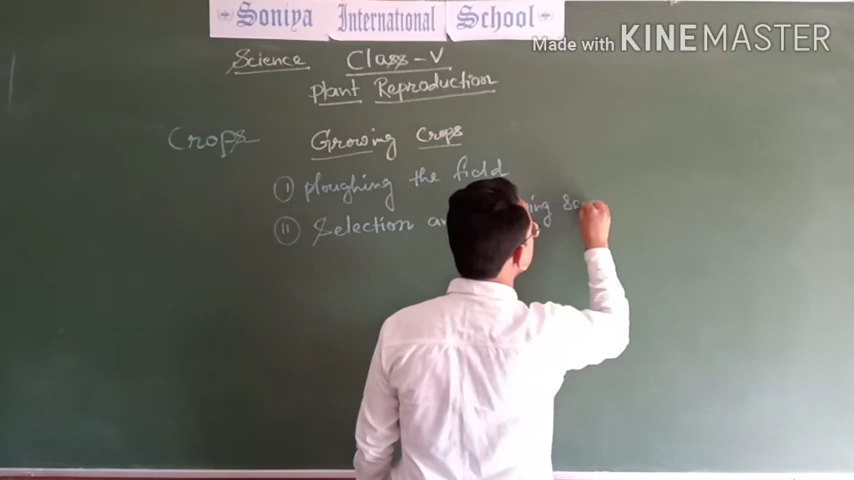 Soniya International School
Made with KINEMASTER
Science Class-V
Plant Reproduction
Crops Growing Crops
I ploughing the field
II Selection